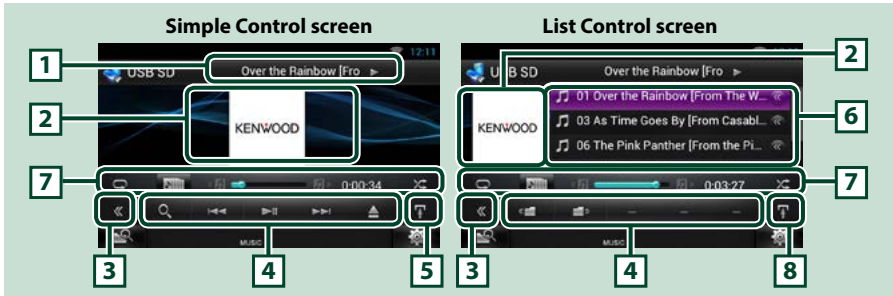 Simple Control screen
List Control screen
12:11
1
USB SD
Over the Rainbow [Fro
2
KENWOOD
7
0:00:34
MUSIC
3
4
5
2
USB SD
Over the Rainbow [Fro
KENWOOD
01 Over the Rainbow [From The W...
03 As Time Goes By [From Casabl...
06 The Pink Panther [From the Pi...
6
0:03:27
7
MUSIC
3
4
8